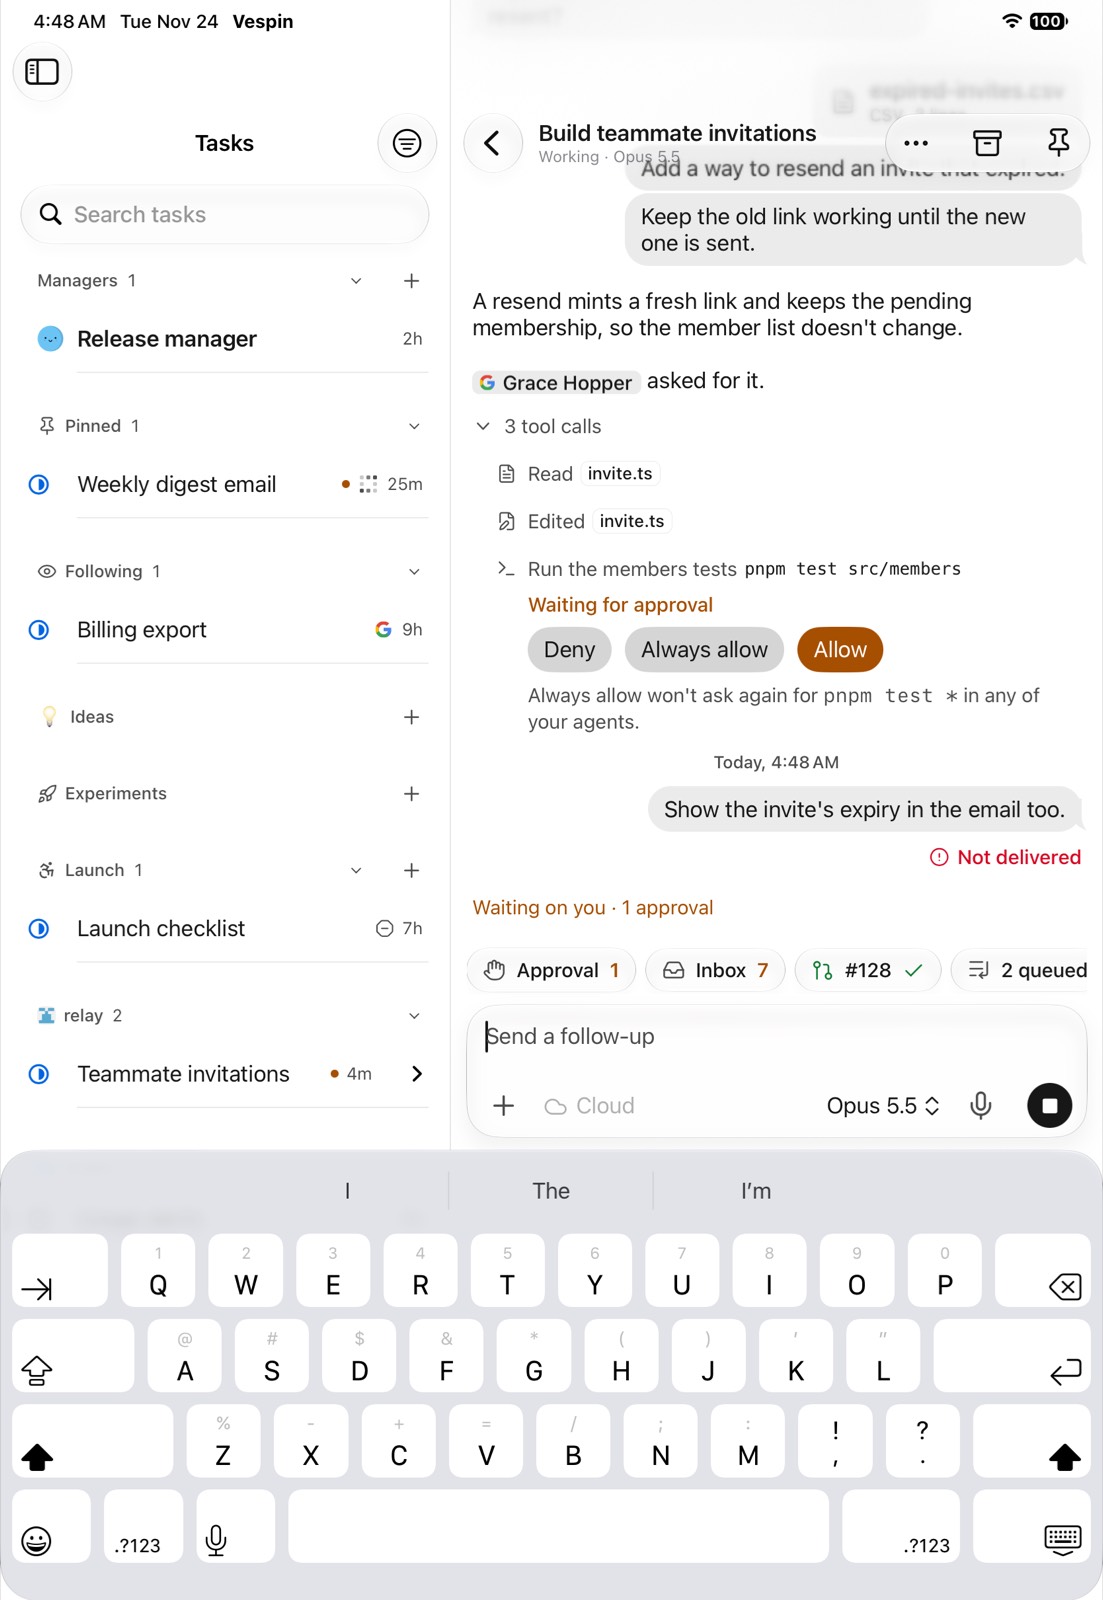 4:48 AM Tue Nov 24 Vespin
100
Tasks
Search tasks
Managers 1
Release manager 2h
Pinned 1
Weekly digest email 25m
Following 1
Billing export 9h
Ideas
Experiments
Launch 1
Launch checklist 7h
relay 2
Teammate invitations 4m
expired-invites.csv
Build teammate invitations
Working · Opus 5.5
Add a way to resend an invite that expired.
Keep the old link working until the new
one is sent.
A resend mints a fresh link and keeps the pending
membership, so the member list doesn't change.
Grace Hopper asked for it.
3 tool calls
Read invite.ts
Edited invite.ts
Run the members tests pnpm test src/members
Waiting for approval
Deny Always allow Allow
Always allow won't ask again for pnpm test * in any of
your agents.
Today, 4:48 AM
Show the invite's expiry in the email too.
Not delivered
Waiting on you · 1 approval
Approval 1 Inbox 7 #128 2 queued
Send a follow-up
Cloud Opus 5.5
I The I'm
1 2 3 4 5 6 7 8 9 0
Q W E R T Y U I O P
@ # $ & * ( ) ' "
A S D F G H J K L
% - + = / ; : ! ?
Z X C V B N M , .
.?123 .?123